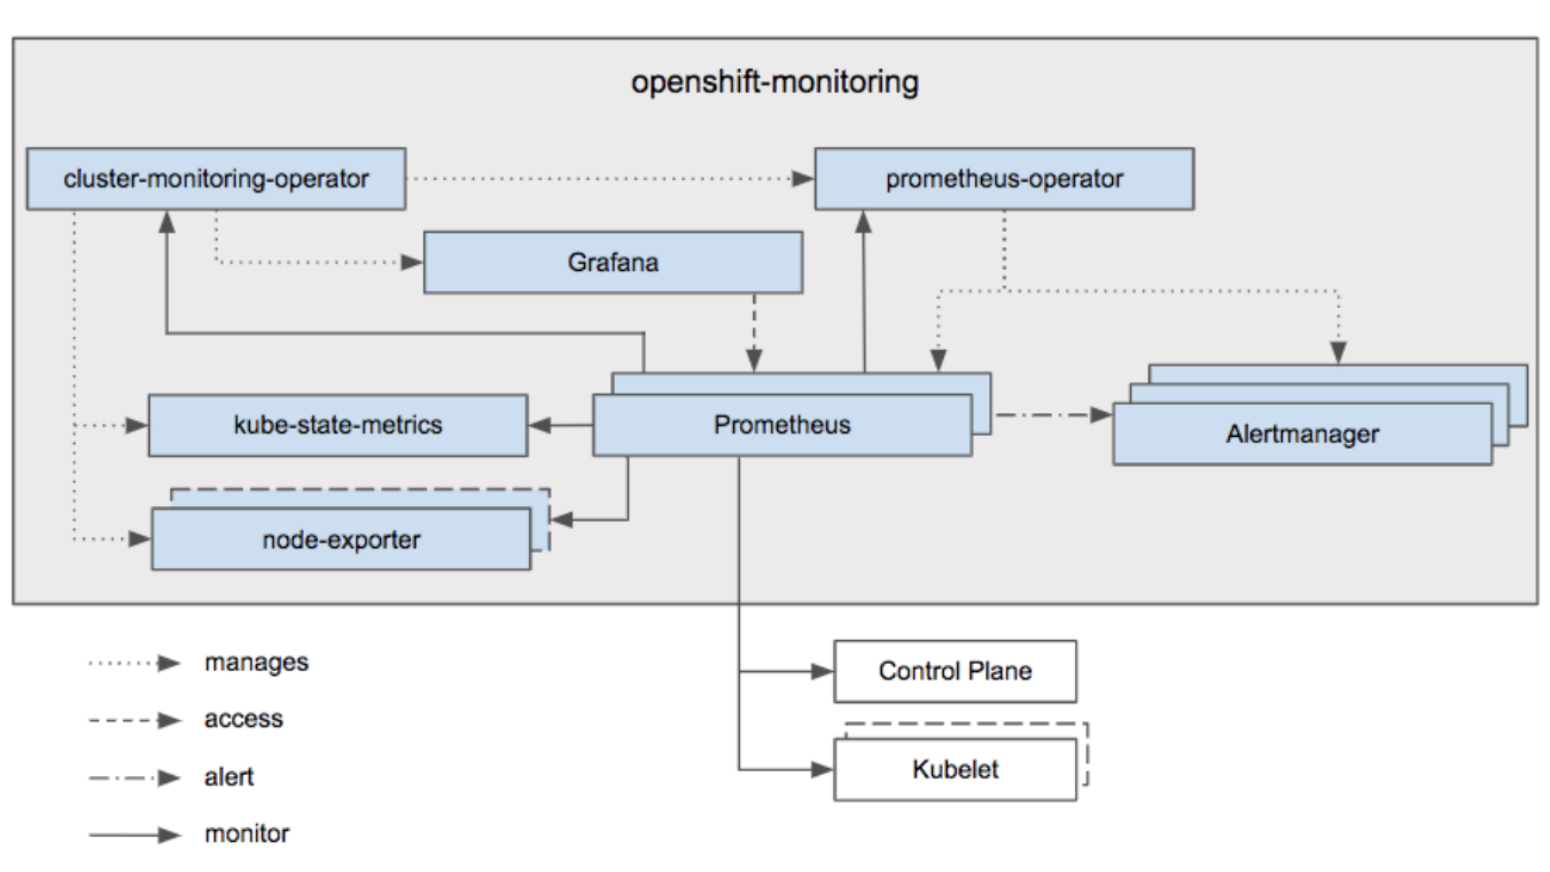 openshift-monitoring
cluster-monitoring-operator
prometheus-operator
Grafana
kube-state-metrics
Prometheus
Alertmanager
node-exporter
Control Plane
Kubelet
manages
access
alert
monitor